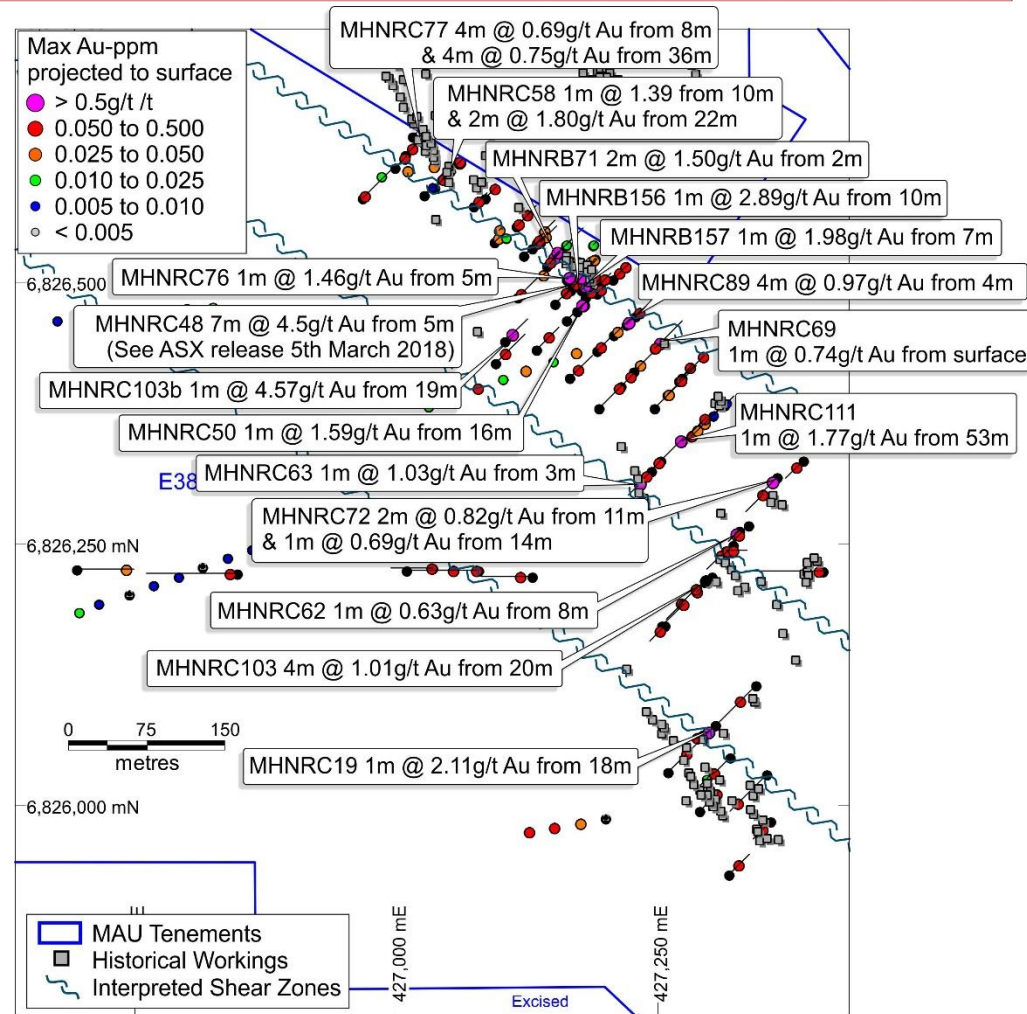 Max Au-ppm
projected to surface
> 0.5g/t /t
0.050 to 0.500
0.025 to 0.050
0.010 to 0.025
0.005 to 0.010
< 0.005
MHNRC77 4m @ 0.69g/t Au from 8m
& 4m @ 0.75g/t Au from 36m
MHNRC58 1m @ 1.39 from 10m
& 2m @ 1.80g/t Au from 22m
MHNRB71 2m @ 1.50g/t Au from 2m
MHNRB156 1m @ 2.89g/t Au from 10m
MHNRB157 1m @ 1.98g/t Au from 7m
MHNRC76 1m @ 1.46g/t Au from 5m
MHNRC89 4m @ 0.97g/t Au from 4m
6,826,500
MHNRC48 7m @ 4.5g/t Au from 5m
(See ASX release 5th March 2018)
MHNRC69
1m @ 0.74g/t Au from surface
MHNRC103b 1m @ 4.57g/t Au from 19m
MHNRC50 1m @ 1.59g/t Au from 16m
MHNRC111
1m @ 1.77g/t Au from 53m
E38
MHNRC63 1m @ 1.03g/t Au from 3m
MHNRC72 2m @ 0.82g/t Au from 11m
& 1m @ 0.69g/t Au from 14m
6,826,250 mN
MHNRC62 1m @ 0.63g/t Au from 8m
MHNRC103 4m @ 1.01g/t Au from 20m
0 75 150
metres
MHNRC19 1m @ 2.11g/t Au from 18m
6,826,000 mN
MAU Tenements
Historical Workings
Interpreted Shear Zones
427,000 mE
427,250 mE
Excised